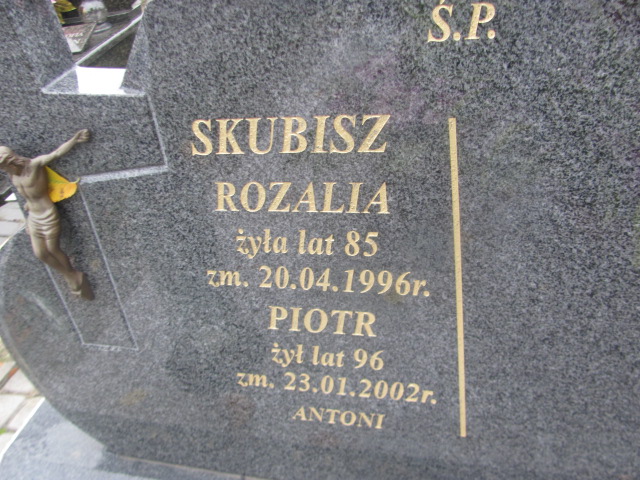 Ś.P.
SKUBISZ
ROZALIA
żyła lat 85
zm. 20.04.1996r.
PIOTR
żył lat 96
zm. 23.01.2002r.
ANTONI